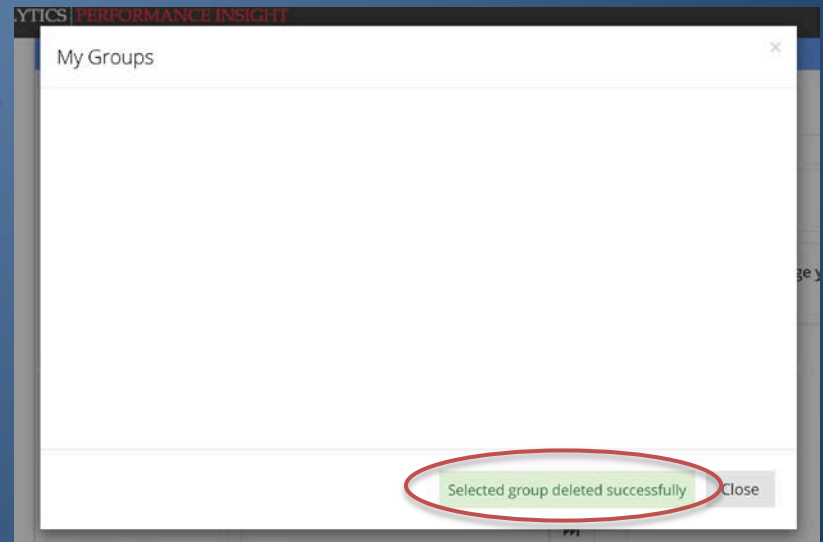 LYTICS | PERFORMANCE INSIGHT
My Groups
×
ge y
Selected group deleted successfully
Close